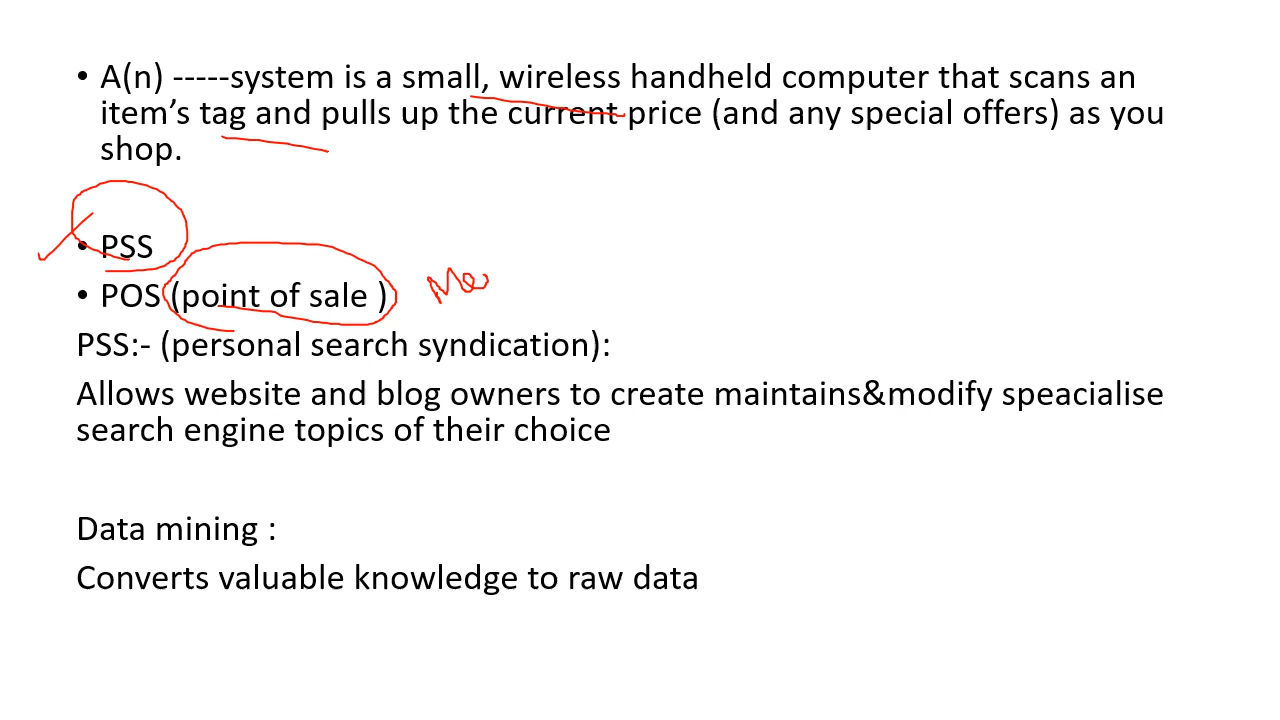 • A(n) -----system is a small, wireless handheld computer that scans an
item’s tag and pulls up the current price (and any special offers) as you
shop.
• PSS
• POS (point of sale )
PSS:- (personal search syndication):
Allows website and blog owners to create maintains&modify speacialise
search engine topics of their choice
Data mining :
Converts valuable knowledge to raw data